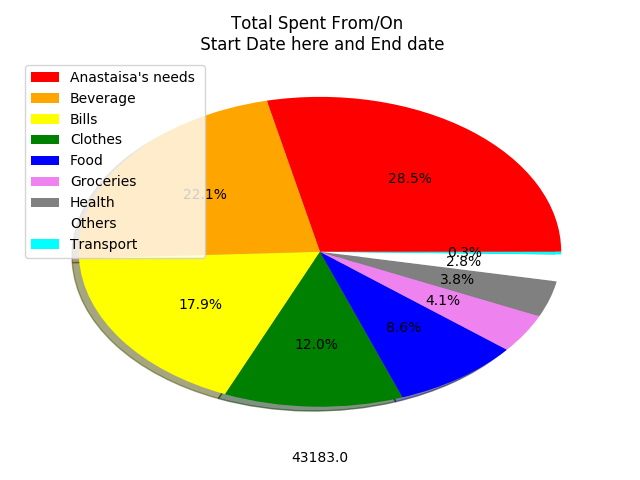 Total Spent From/On
Start Date here and End date
Anastaisa's needs
Beverage
Bills
Clothes
Food
Groceries
Health
Others
Transport
28.5%
22.1%
17.9%
12.0%
8.6%
4.1%
3.8%
2.8%
0.3%
43183.0